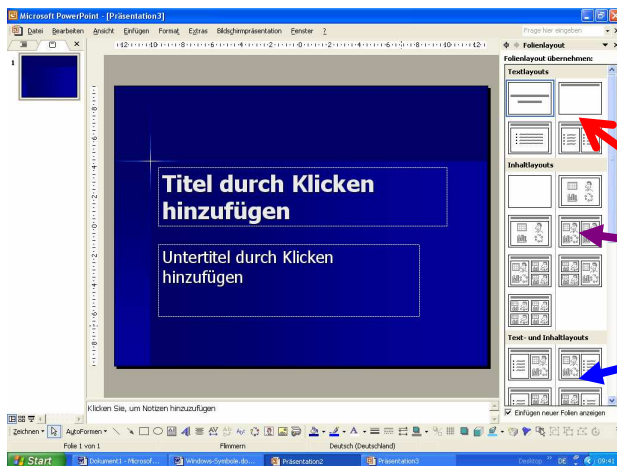 Microsoft PowerPoint - [Präsentation3]
Datei Bearbeiten Ansicht Einfügen Format Extras Bildschirmpräsentation Fenster ?
Frage hier eingeben
Folienlayout
Folienlayout übernehmen:
Textlayouts
1
Inhaltlayouts
Titel durch Klicken
hinzufügen
Untertitel durch Klicken
hinzufügen
Text- und Inhaltlayouts
Klicken Sie, um Notizen hinzuzufügen
Einfügen neuer Folien anzeigen
Zeichnen AutoFormen
Folie 1 von 1 Flimmern Deutsch (Deutschland)
Start Dokument1 - Microsof... Windows-Symbole.do... Präsentation2 Präsentation3 Desktop DE 09:41